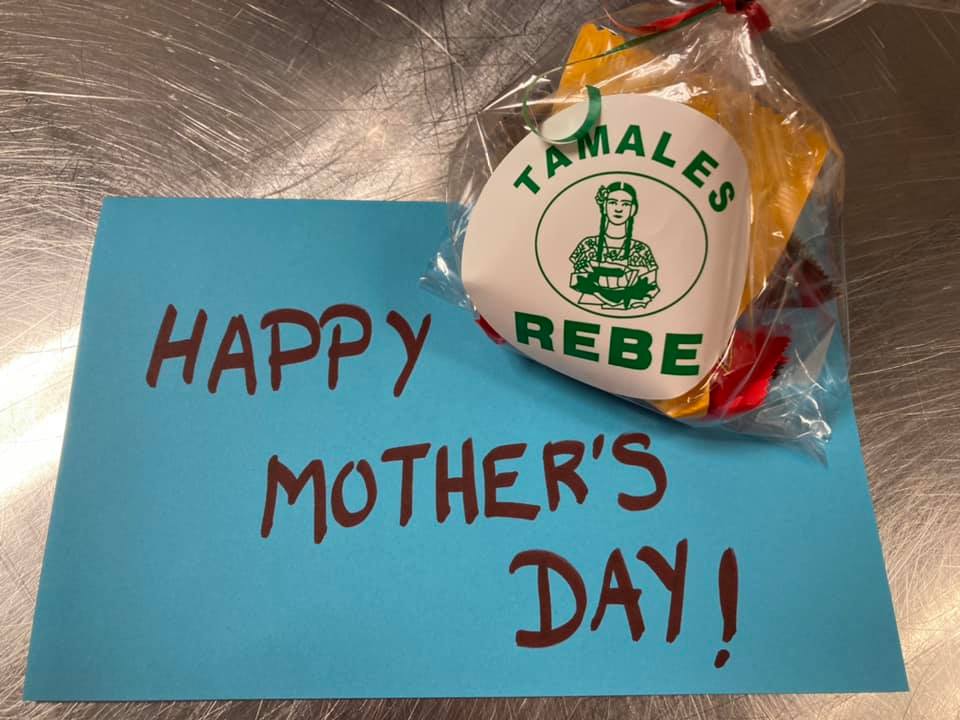 TAMALES
REBE
HAPPY
MOTHER'S
DAY!